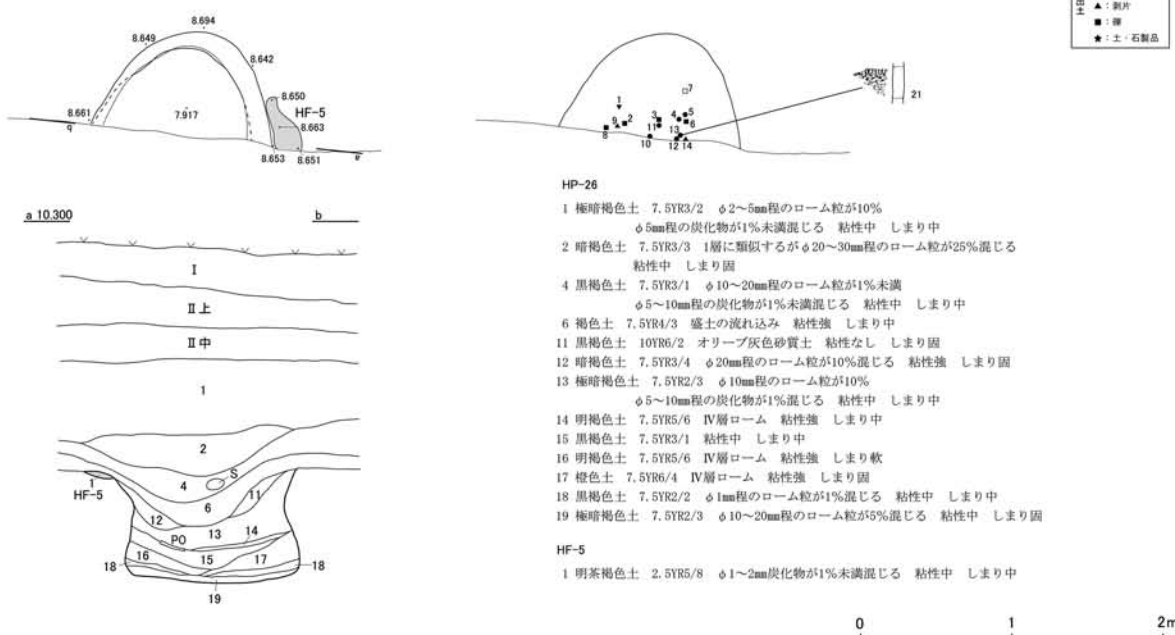 8.694
8.649
8.642
8.650
HF-5
8.661
7.917
8.663
b
8.653
8.651
a
7
1
5
4
3
2
6
9
11
8
13
10
12
14
21
土
▲：剥片
■：礫
★：土・石製品
a 10.300
b
I
Ⅱ上
Ⅱ中
1
2
S
4
1
HF-5
6
11
12
13
14
PO
16
15
17
18
18
19
HP-26
1 極暗褐色土 7.5YR3/2 φ2～5㎜程のローム粒が10%
φ5㎜程の炭化物が1%未満混じる 粘性中 しまり中
2 暗褐色土 7.5YR3/3 1層に類似するがφ20～30㎜程のローム粒が25%混じる
粘性中 しまり固
4 黒褐色土 7.5YR3/1 φ10～20㎜程のローム粒が1%未満
φ5～10㎜程の炭化物が1%未満混じる 粘性中 しまり中
6 褐色土 7.5YR4/3 盛土の流れ込み 粘性強 しまり中
11 黒褐色土 10YR6/2 オリーブ灰色砂質土 粘性なし しまり固
12 暗褐色土 7.5YR3/4 φ20㎜程のローム粒が10%混じる 粘性強 しまり固
13 極暗褐色土 7.5YR2/3 φ10㎜程のローム粒が10%
φ5～10㎜程の炭化物が1%混じる 粘性中 しまり中
14 明褐色土 7.5YR5/6 Ⅳ層ローム 粘性強 しまり中
15 黒褐色土 7.5YR3/1 粘性中 しまり中
16 明褐色土 7.5YR5/6 Ⅳ層ローム 粘性強 しまり軟
17 橙色土 7.5YR6/4 Ⅳ層ローム 粘性強 しまり固
18 黒褐色土 7.5YR2/2 φ1㎜程のローム粒が1%混じる 粘性中 しまり中
19 極暗褐色土 7.5YR2/3 φ10～20㎜程のローム粒が5%混じる 粘性中 しまり固
HF-5
1 明茶褐色土 2.5YR5/8 φ1～2㎜炭化物が1%未満混じる 粘性中 しまり中
0
1
2m